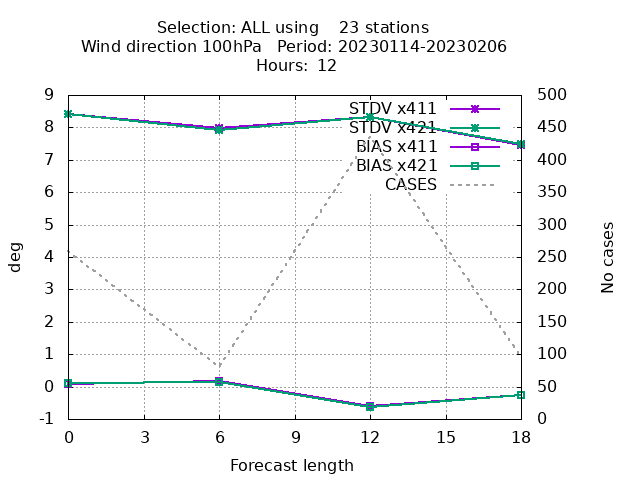 Selection: ALL using    23 stations
Wind direction 100hPa   Period: 20230114-20230206
Hours: 12
9 500
STDV x411
8 450
STDV x421
BIAS x411
7 400
BIAS x421
CASES
6 350
5 300
4 250
3 200
2 150
1 100
0 50
-1 0
deg
No cases
0 3 6 9 12 15 18
Forecast length